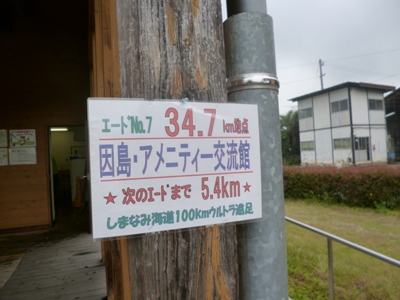 エードNo.7 34.7km地点
因島・アメニティー交流館
★次のエードまで 5.4km★
しまなみ海道100kmウルトラ遠足